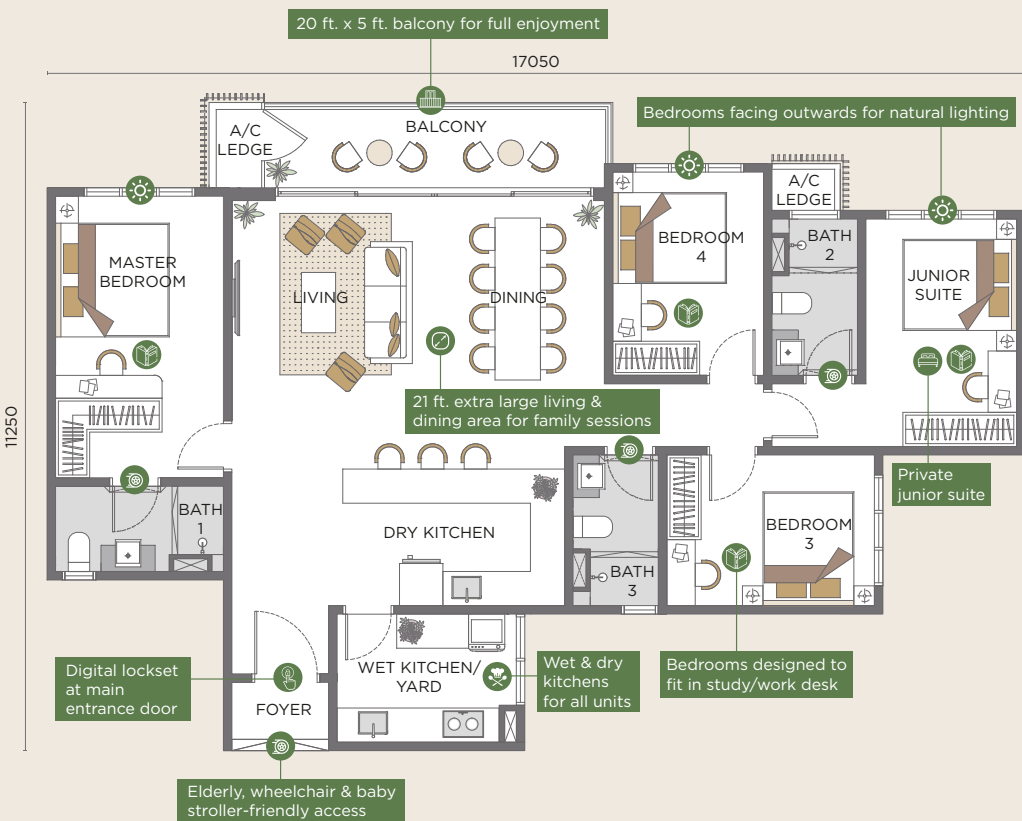 20 ft. x 5 ft. balcony for full enjoyment
17050
Bedrooms facing outwards for natural lighting
A/C
LEDGE
BALCONY
A/C
LEDGE
MASTER
BEDROOM
LIVING
DINING
BEDROOM
4
BATH
2
JUNIOR
SUITE
11250
21 ft. extra large living &
dining area for family sessions
Private
junior suite
BATH
1
DRY KITCHEN
BATH
3
BEDROOM
3
Digital lockset
at main
entrance door
FOYER
WET KITCHEN/
YARD
Wet & dry
kitchens
for all units
Bedrooms designed to
fit in study/work desk
Elderly, wheelchair & baby
stroller-friendly access